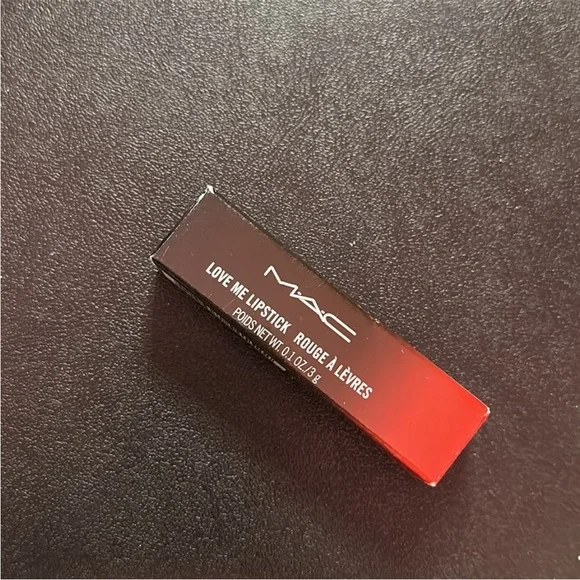 MAC
LOVE ME LIPSTICK ROUGE À LÈVRES
POIDS NET WT. 0.1 OZ/3 g